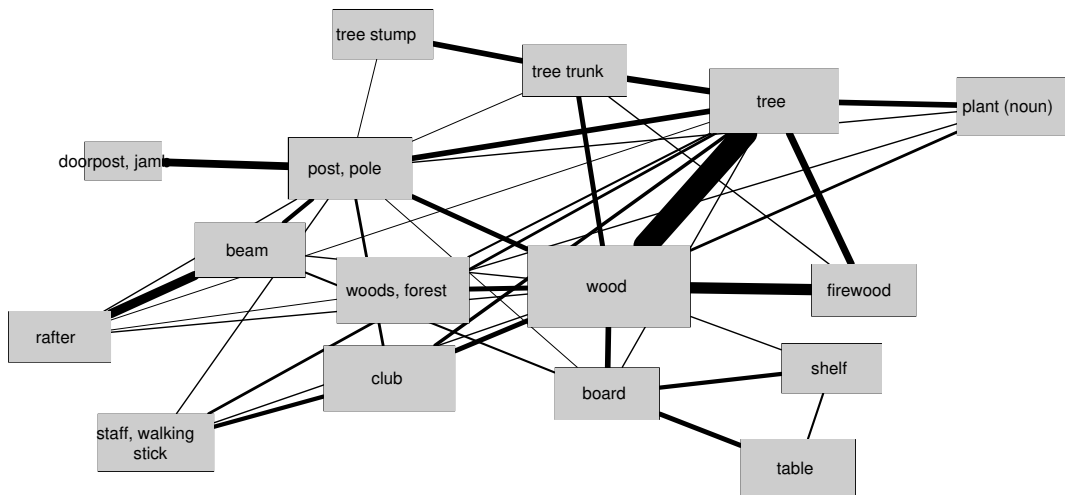 tree stump
tree trunk
tree
plant (noun)
doorpost, jamb
post, pole
beam
woods, forest
wood
firewood
rafter
club
board
shelf
staff, walking
stick
table